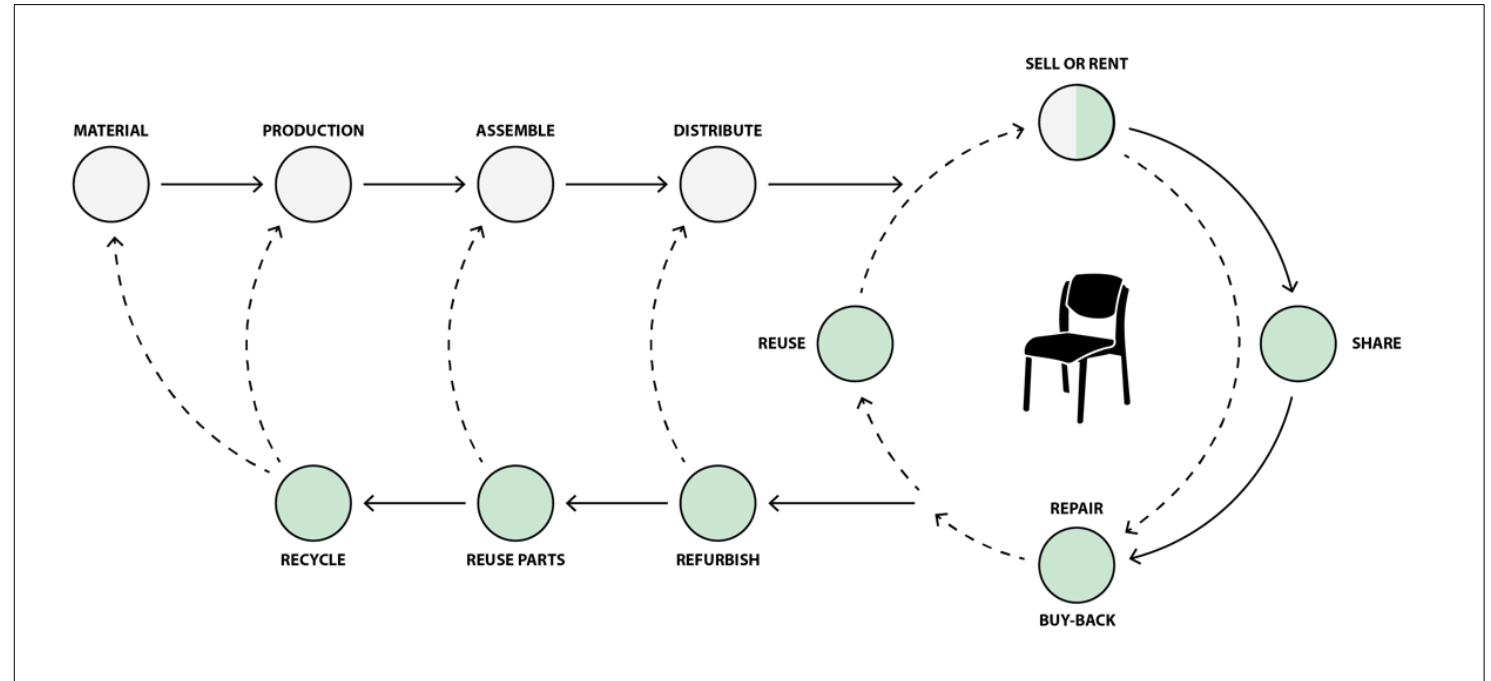 SELL OR RENT
MATERIAL
PRODUCTION
ASSEMBLE
DISTRIBUTE
REUSE
SHARE
REPAIR
RECYCLE
REUSE PARTS
REFURBISH
BUY-BACK